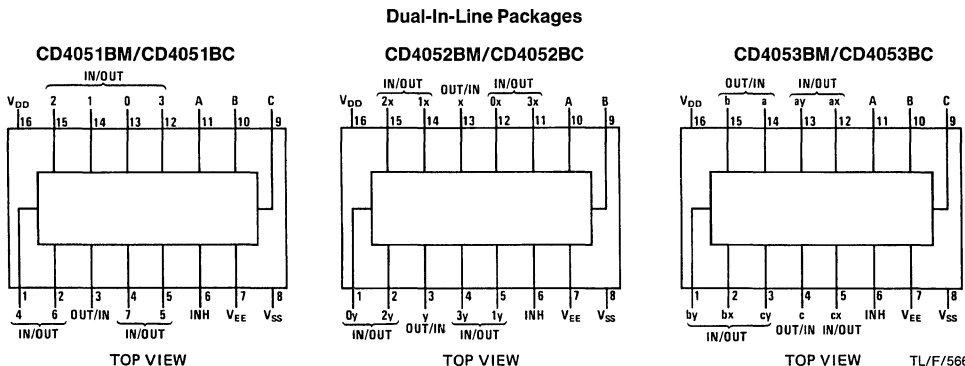 Dual-In-Line Packages
CD4051BM/CD4051BC
IN/OUT
VDD 2 1 0 3 A B C
16 15 14 13 12 11 10 9
1 2 3 4 5 6 7 8
4 6 OUT/IN 7 5 INH VEE VSS
IN/OUT IN/OUT
TOP VIEW
CD4052BM/CD4052BC
IN/OUT OUT/IN IN/OUT
VDD 2x 1x x 0x 3x A B
16 15 14 13 12 11 10 9
1 2 3 4 5 6 7 8
0y 2y y 3y 1y INH VEE VSS
IN/OUT OUT/IN IN/OUT
TOP VIEW
CD4053BM/CD4053BC
OUT/IN IN/OUT
VDD b a ay ax A B C
16 15 14 13 12 11 10 9
1 2 3 4 5 6 7 8
by bx cy c cx INH VEE VSS
IN/OUT OUT/IN IN/OUT
TOP VIEW
TL/F/566